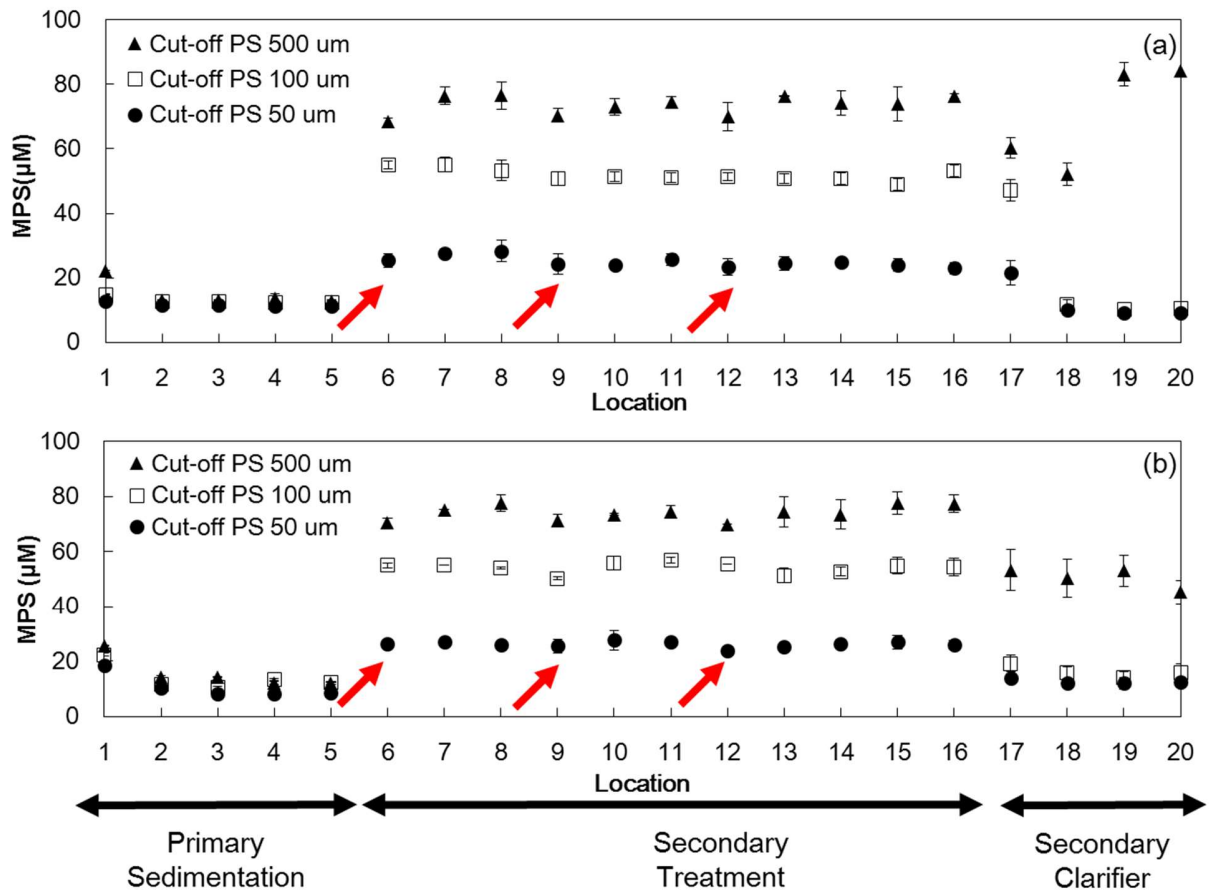 100
80
60
40
20
0
MPS(µM)
(a)
Cut-off PS 500 um
Cut-off PS 100 um
Cut-off PS 50 um
1 2 3 4 5 6 7 8 9 10 11 12 13 14 15 16 17 18 19 20
Location
100
80
60
40
20
0
MPS (µM)
(b)
Cut-off PS 500 um
Cut-off PS 100 um
Cut-off PS 50 um
1 2 3 4 5 6 7 8 9 10 11 12 13 14 15 16 17 18 19 20
Location
Primary
Sedimentation
Secondary
Treatment
Secondary
Clarifier